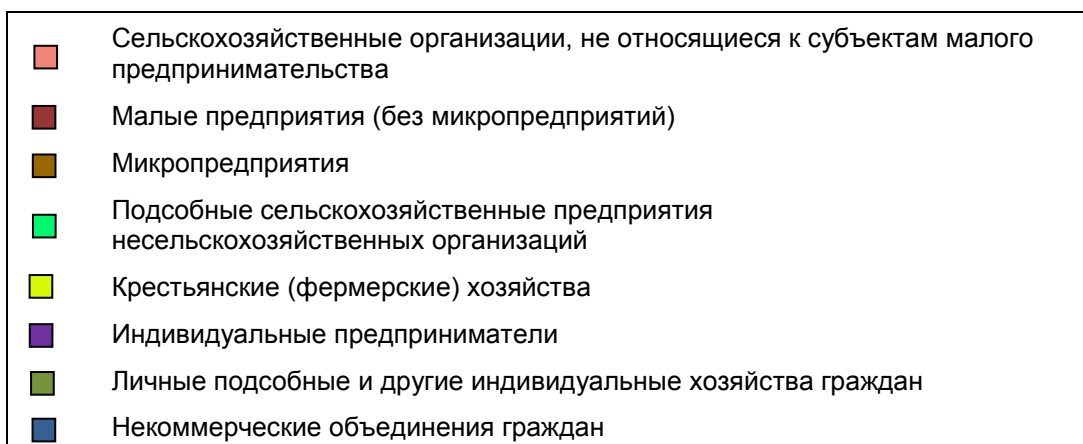 Сельскохозяйственные организации, не относящиеся к субъектам малого
предпринимательства
Малые предприятия (без микропредприятий)
Микропредприятия
Подсобные сельскохозяйственные предприятия
несельскохозяйственных организаций
Крестьянские (фермерские) хозяйства
Индивидуальные предприниматели
Личные подсобные и другие индивидуальные хозяйства граждан
Некоммерческие объединения граждан